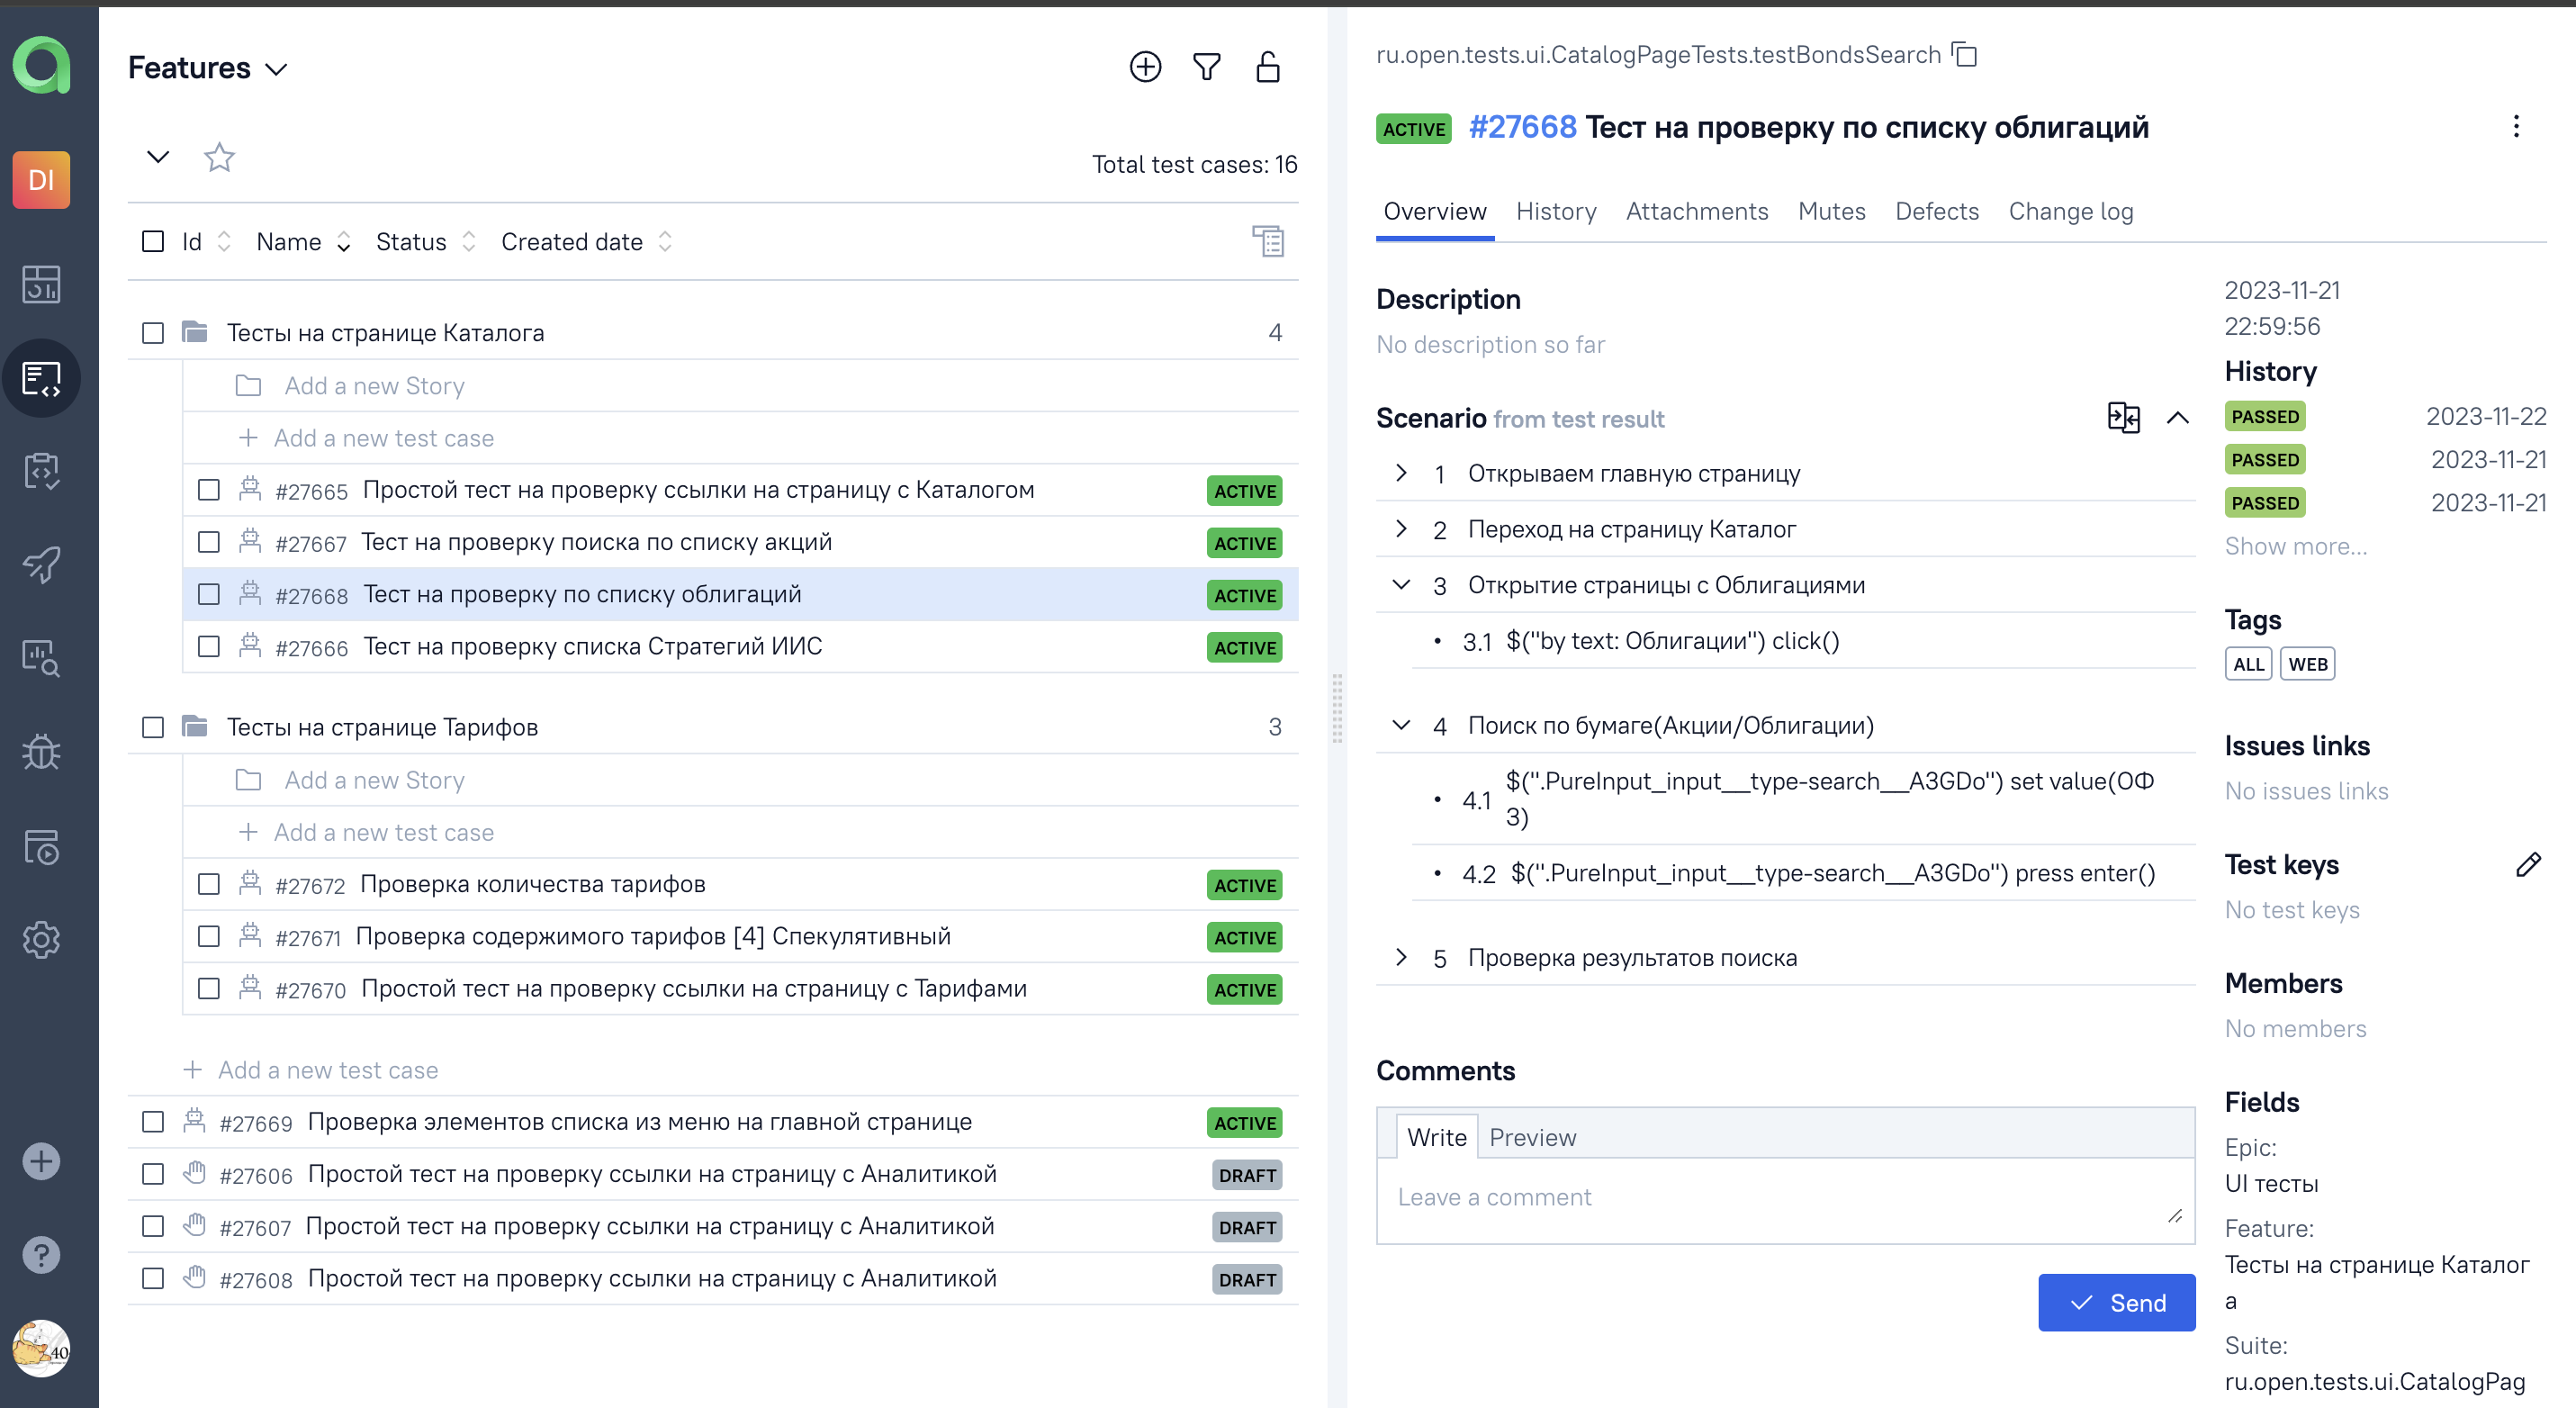 DI
40
Features
Total test cases: 16
Id Name Status Created date
Тесты на странице Каталога 4
Add a new Story
Add a new test case
#27665 Простой тест на проверку ссылки на страницу с Каталогом ACTIVE
#27667 Тест на проверку поиска по списку акций ACTIVE
#27668 Тест на проверку по списку облигаций ACTIVE
#27666 Тест на проверку списка Стратегий ИИС ACTIVE
Тесты на странице Тарифов 3
Add a new Story
Add a new test case
#27672 Проверка количества тарифов ACTIVE
#27671 Проверка содержимого тарифов [4] Спекулятивный ACTIVE
#27670 Простой тест на проверку ссылки на страницу с Тарифами ACTIVE
Add a new test case
#27669 Проверка элементов списка из меню на главной странице ACTIVE
#27606 Простой тест на проверку ссылки на страницу с Аналитикой DRAFT
#27607 Простой тест на проверку ссылки на страницу с Аналитикой DRAFT
#27608 Простой тест на проверку ссылки на страницу с Аналитикой DRAFT
ru.open.tests.ui.CatalogPageTests.testBondsSearch
ACTIVE #27668 Тест на проверку по списку облигаций
Overview History Attachments Mutes Defects Change log
Description
No description so far
Scenario from test result
1 Открываем главную страницу
2 Переход на страницу Каталог
3 Открытие страницы с Облигациями
• 3.1 $("by text: Облигации") click()
4 Поиск по бумаге(Акции/Облигации)
• 4.1 $(".PureInput_input__type-search__A3GDo") set value(ОФ
З)
• 4.2 $(".PureInput_input__type-search__A3GDo") press enter()
5 Проверка результатов поиска
Comments
Write Preview
Leave a comment
Send
2023-11-21
22:59:56
History
PASSED 2023-11-22
PASSED 2023-11-21
PASSED 2023-11-21
Show more...
Tags
ALL WEB
Issues links
No issues links
Test keys
No test keys
Members
No members
Fields
Epic:
UI тесты
Feature:
Тесты на странице Каталог
а
Suite:
ru.open.tests.ui.CatalogPag